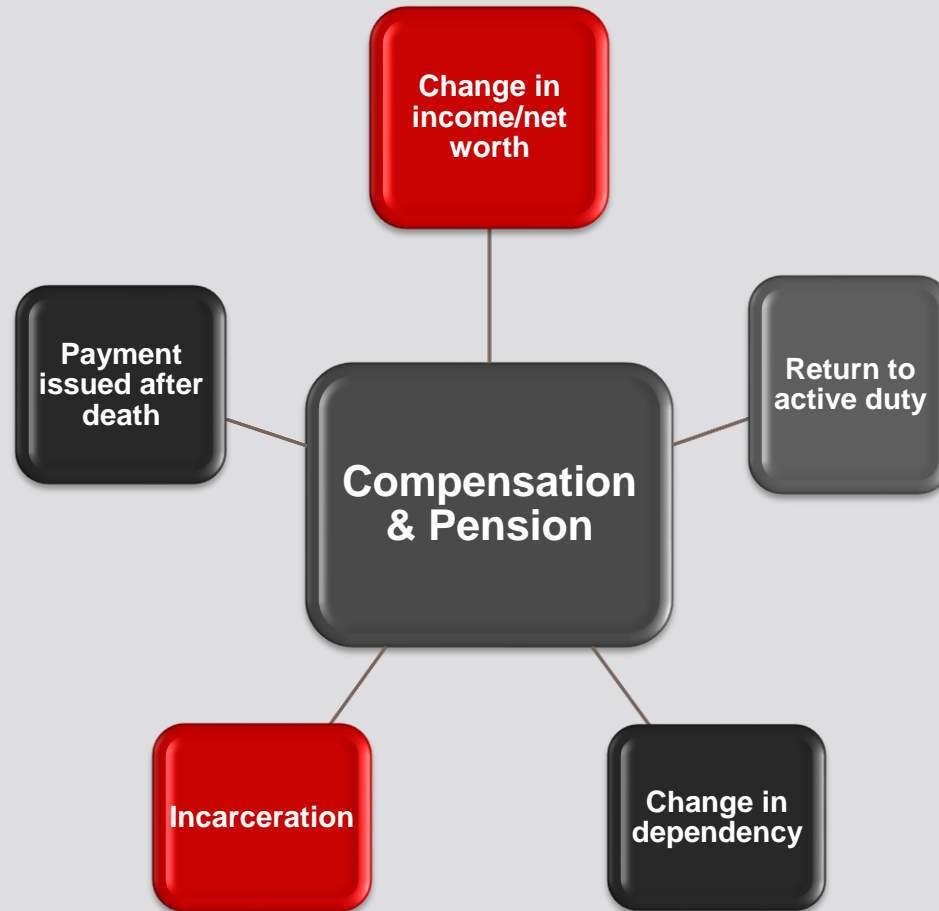 Change in
income/net
worth
Payment
issued after
death
Return to
active duty
Compensation
& Pension
Incarceration
Change in
dependency